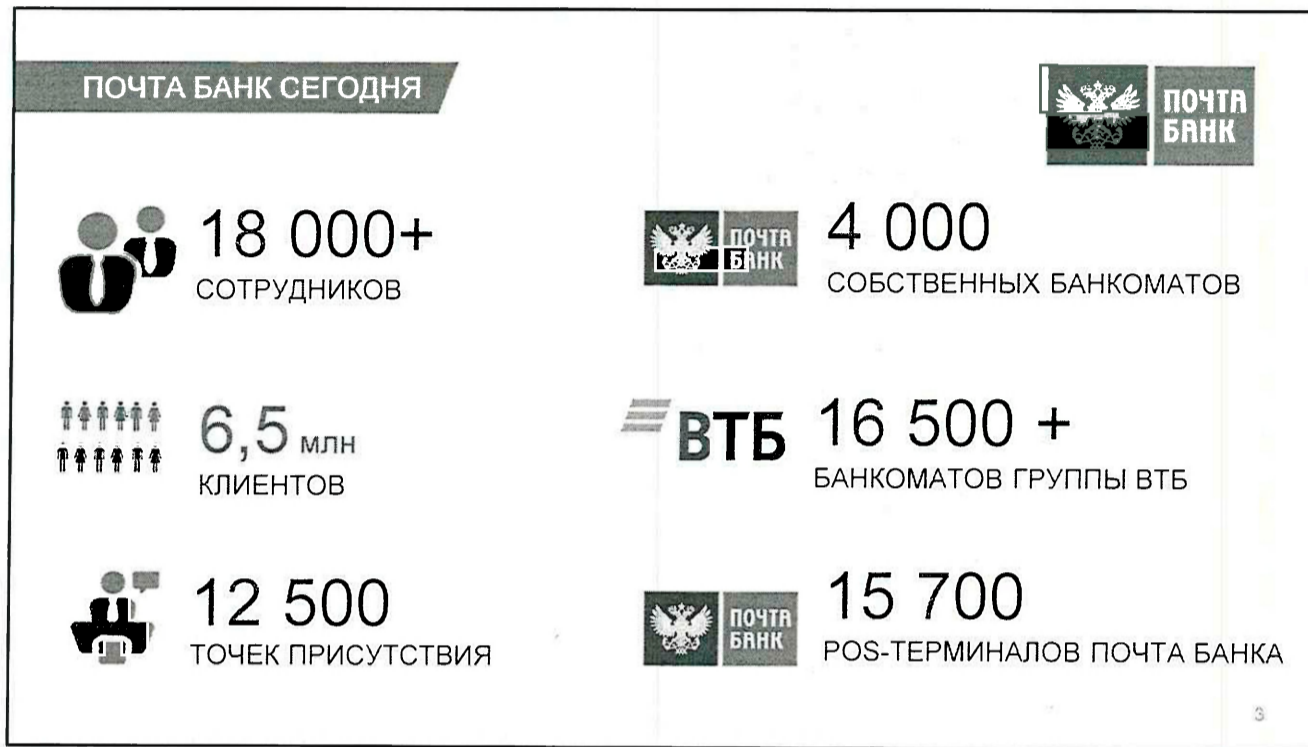 ПОЧТА БАНК СЕГОДНЯ
ПОЧТА
БАНК
18 000+
СОТРУДНИКОВ
ПОЧТА
БАНК
4 000
СОБСТВЕННЫХ БАНКОМАТОВ
6,5 млн
КЛИЕНТОВ
ВТБ
16 500 +
БАНКОМАТОВ ГРУППЫ ВТБ
12 500
ТОЧЕК ПРИСУТСТВИЯ
ПОЧТА
БАНК
15 700
POS-ТЕРМИНАЛОВ ПОЧТА БАНКА
3